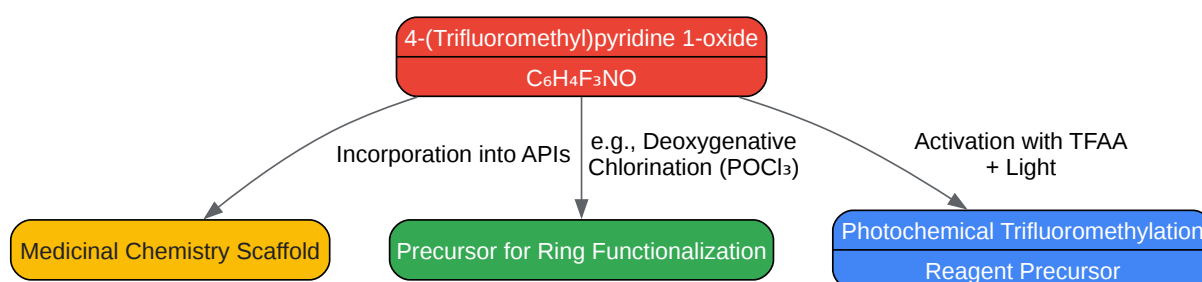 4-(Trifluoromethyl)pyridine 1-oxide
C₆H₄F₃NO
Incorporation into APIs
e.g., Deoxygenative
Chlorination (POCl₃)
Activation with TFAA
+ Light
Medicinal Chemistry Scaffold
Precursor for Ring Functionalization
Photochemical Trifluoromethylation
Reagent Precursor